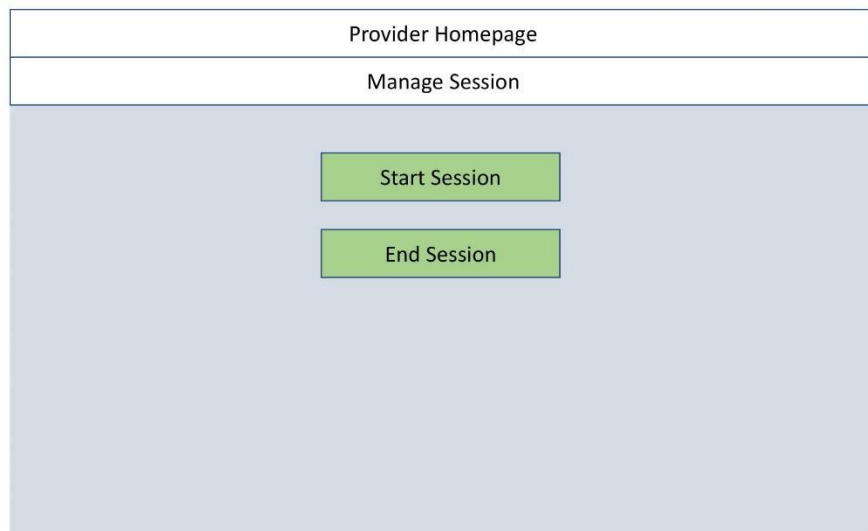 Provider Homepage
Manage Session
Start Session
End Session